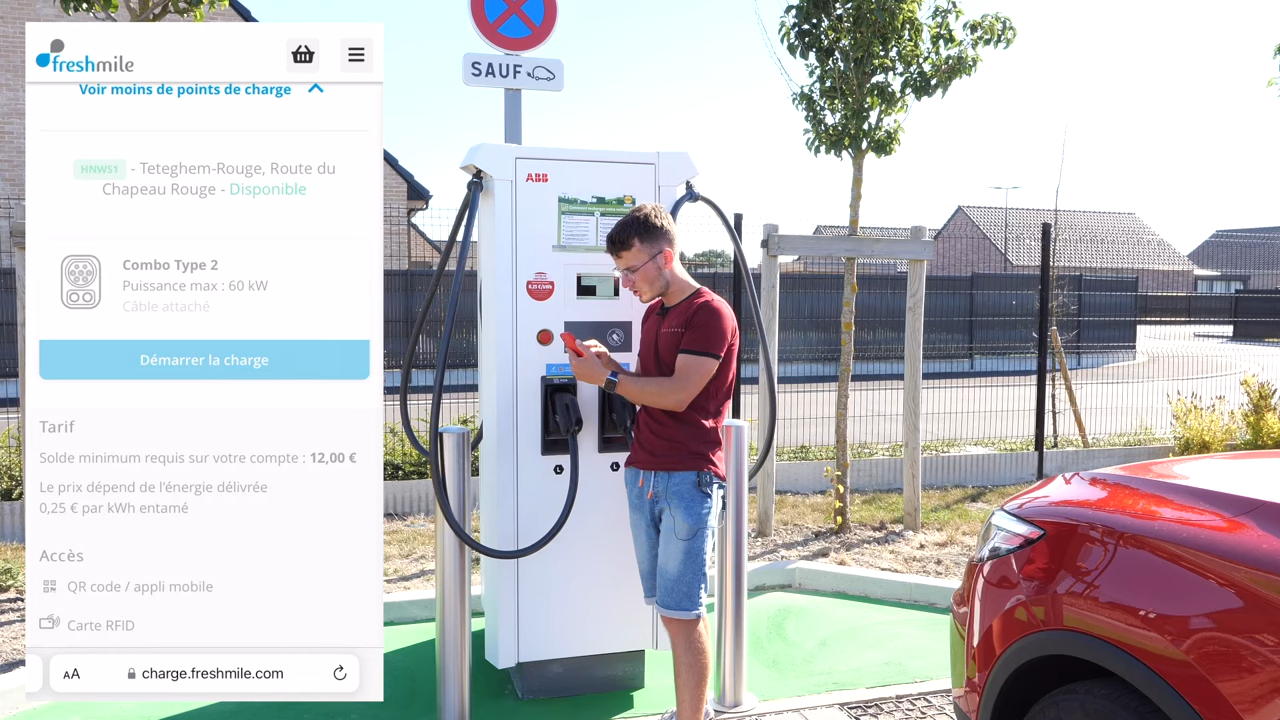 freshmile
Voir moins de points de charge
HNWS1 - Teteghem-Rouge, Route du
Chapeau Rouge - Disponible
Combo Type 2
Puissance max : 60 kW
Câble attaché
Démarrer la charge
Tarif
Solde minimum requis sur votre compte : 12,00 €
Le prix dépend de l'énergie délivrée
0,25 € par kWh entamé
Accès
QR code / appli mobile
Carte RFID
AA charge.freshmile.com
SAUF
ABB
0,25 €/kWh